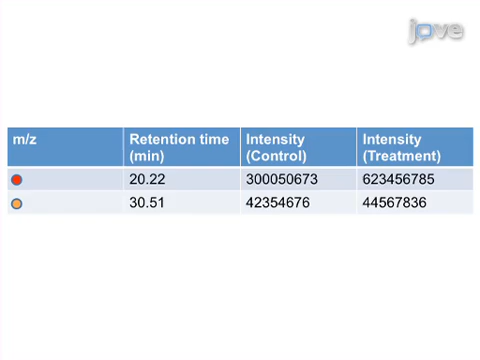 jove
m/z Retention time (min) Intensity (Control) Intensity (Treatment)
20.22 300050673 623456785
30.51 42354676 44567836